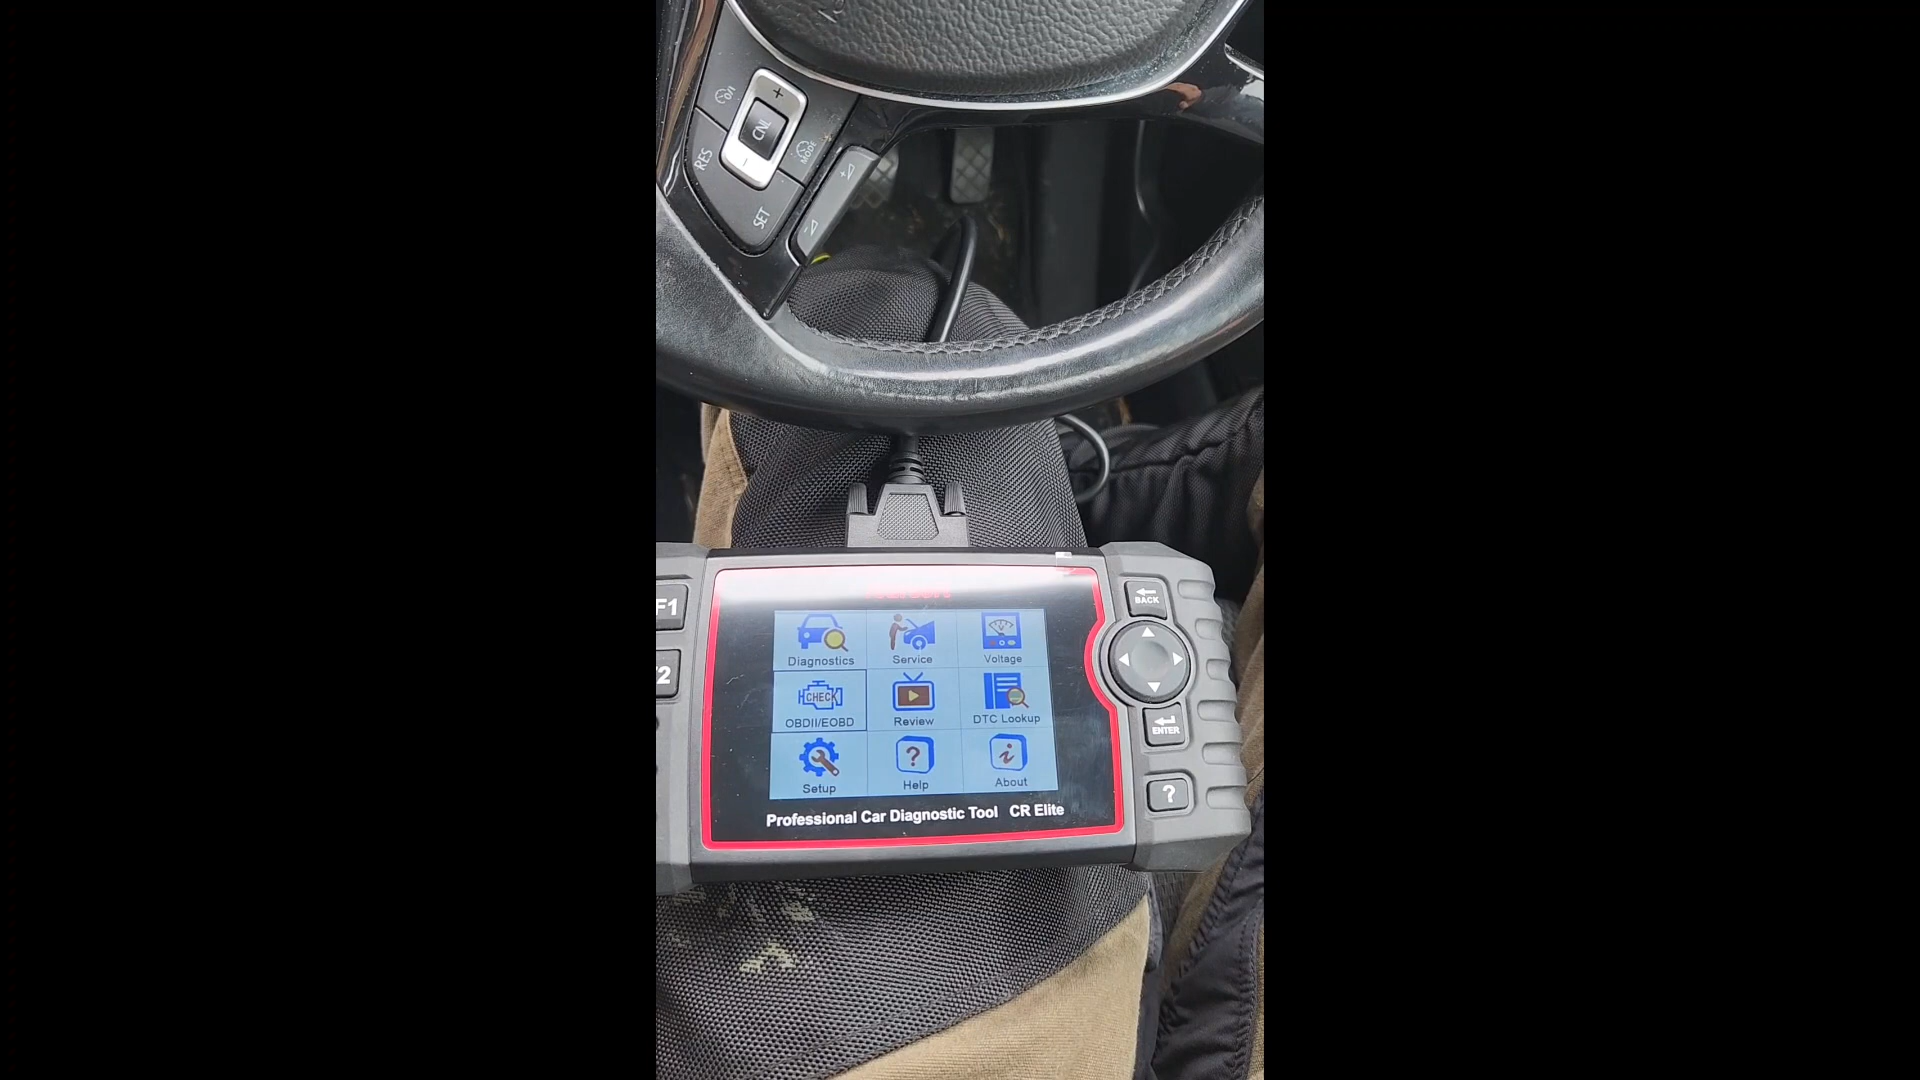 +
CNL
-
RES
MODE
SET
+
-
F1
BACK
Diagnostics
Service
Voltage
V
CHECK
OBDII/EOBD
Review
DTC Lookup
?
i
Setup
Help
About
ENTER
?
Professional Car Diagnostic Tool CR Elite